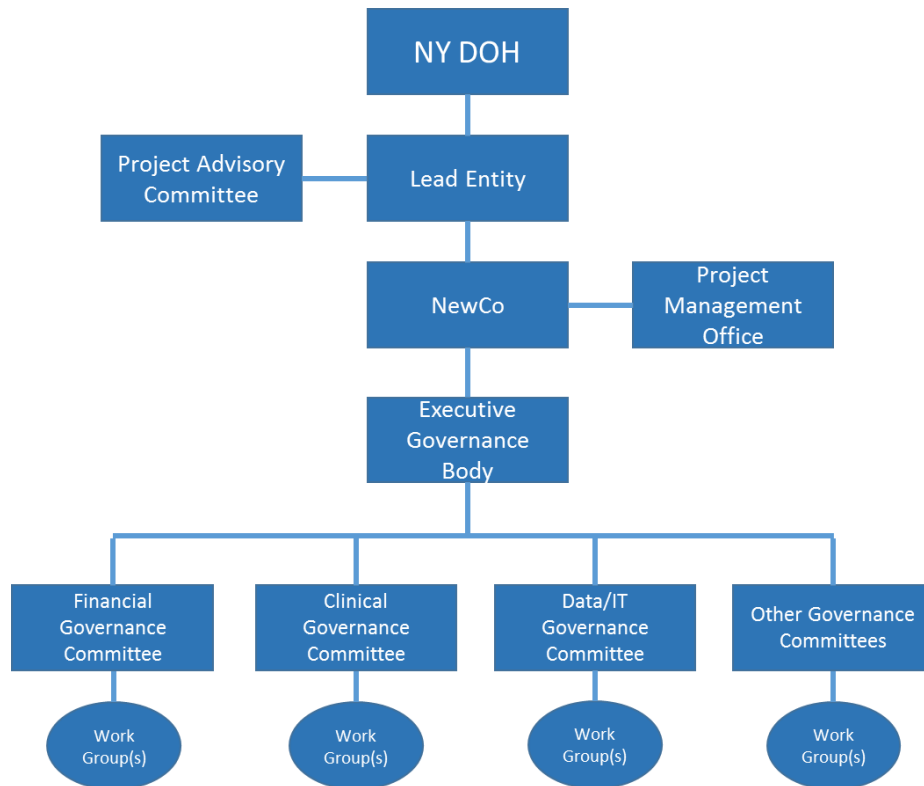 NY DOH
Project Advisory
Committee
Lead Entity
NewCo
Project
Management
Office
Executive
Governance
Body
Financial
Governance
Committee
Clinical
Governance
Committee
Data/IT
Governance
Committee
Other Governance
Committees
Work
Group(s)
Work
Group(s)
Work
Group(s)
Work
Group(s)